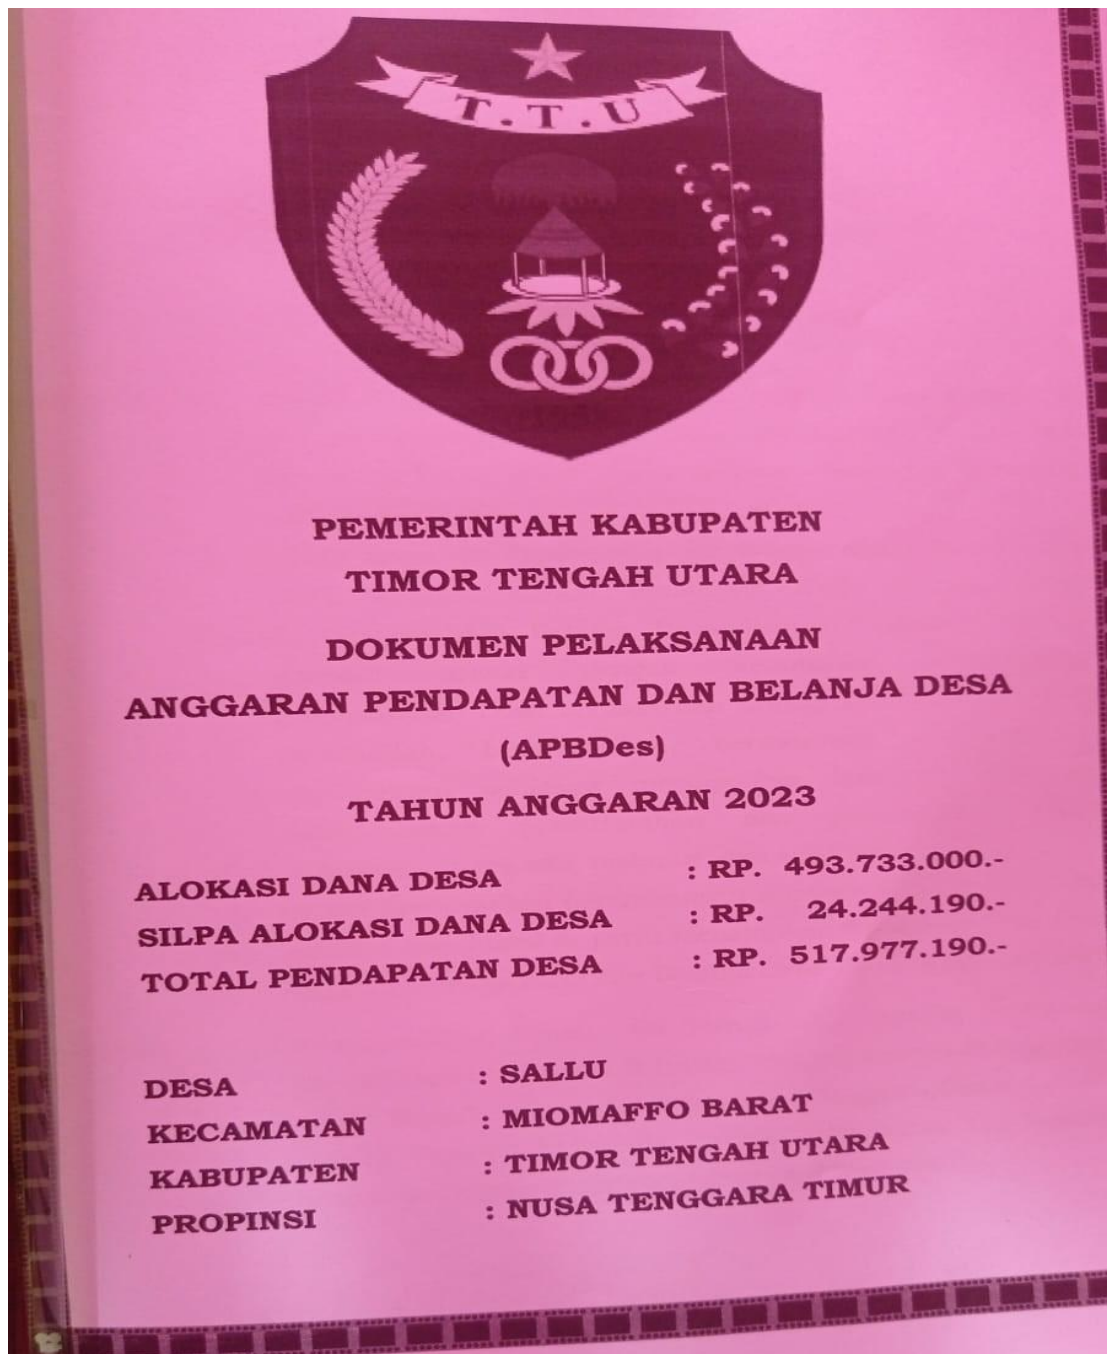 T.T.U
PEMERINTAH KABUPATEN
TIMOR TENGAH UTARA
DOKUMEN PELAKSANAAN
ANGGARAN PENDAPATAN DAN BELANJA DESA
(APBDes)
TAHUN ANGGARAN 2023
ALOKASI DANA DESA : RP. 493.733.000.-
SILPA ALOKASI DANA DESA : RP. 24.244.190.-
TOTAL PENDAPATAN DESA : RP. 517.977.190.-
DESA : SALLU
KECAMATAN : MIOMAFFO BARAT
KABUPATEN : TIMOR TENGAH UTARA
PROPINSI : NUSA TENGGARA TIMUR